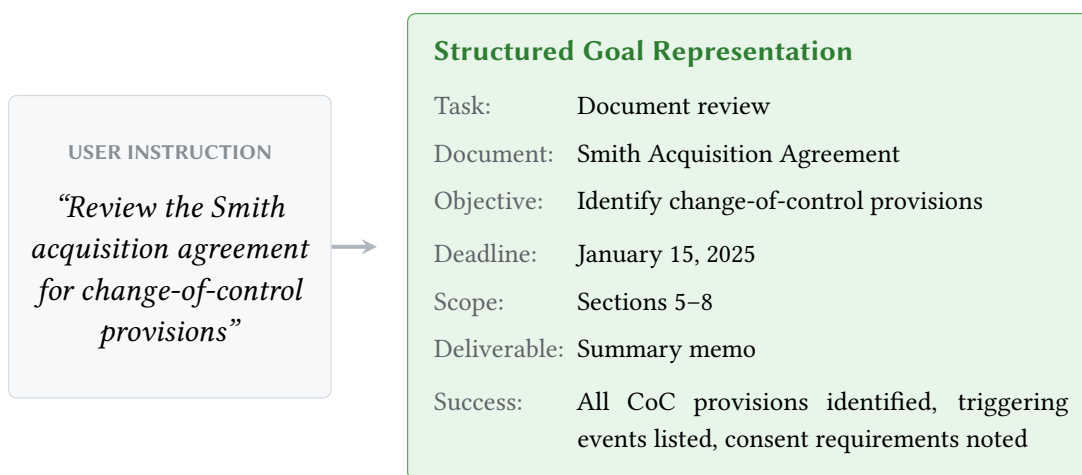 USER INSTRUCTION
“Review the Smith
acquisition agreement
for change-of-control
provisions”
Structured Goal Representation
Task: Document review
Document: Smith Acquisition Agreement
Objective: Identify change-of-control provisions
Deadline: January 15, 2025
Scope: Sections 5–8
Deliverable: Summary memo
Success: All CoC provisions identified, triggering
events listed, consent requirements noted